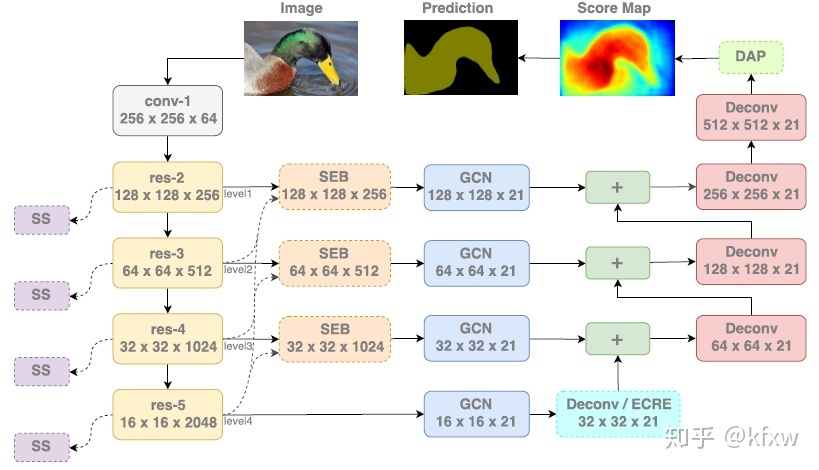 Image
Prediction
Score Map
DAP
conv-1
256 x 256 x 64
Deconv
512 x 512 x 21
res-2
128 x 128 x 256
level1
SEB
128 x 128 x 256
GCN
128 x 128 x 21
+
Deconv
256 x 256 x 21
SS
res-3
64 x 64 x 512
level2
SEB
64 x 64 x 512
GCN
64 x 64 x 21
+
Deconv
128 x 128 x 21
SS
res-4
32 x 32 x 1024
level3
SEB
32 x 32 x 1024
GCN
32 x 32 x 21
+
Deconv
64 x 64 x 21
SS
res-5
16 x 16 x 2048
level4
GCN
16 x 16 x 21
Deconv / ECRE
32 x 32 x 21
SS
知乎 @kfxw